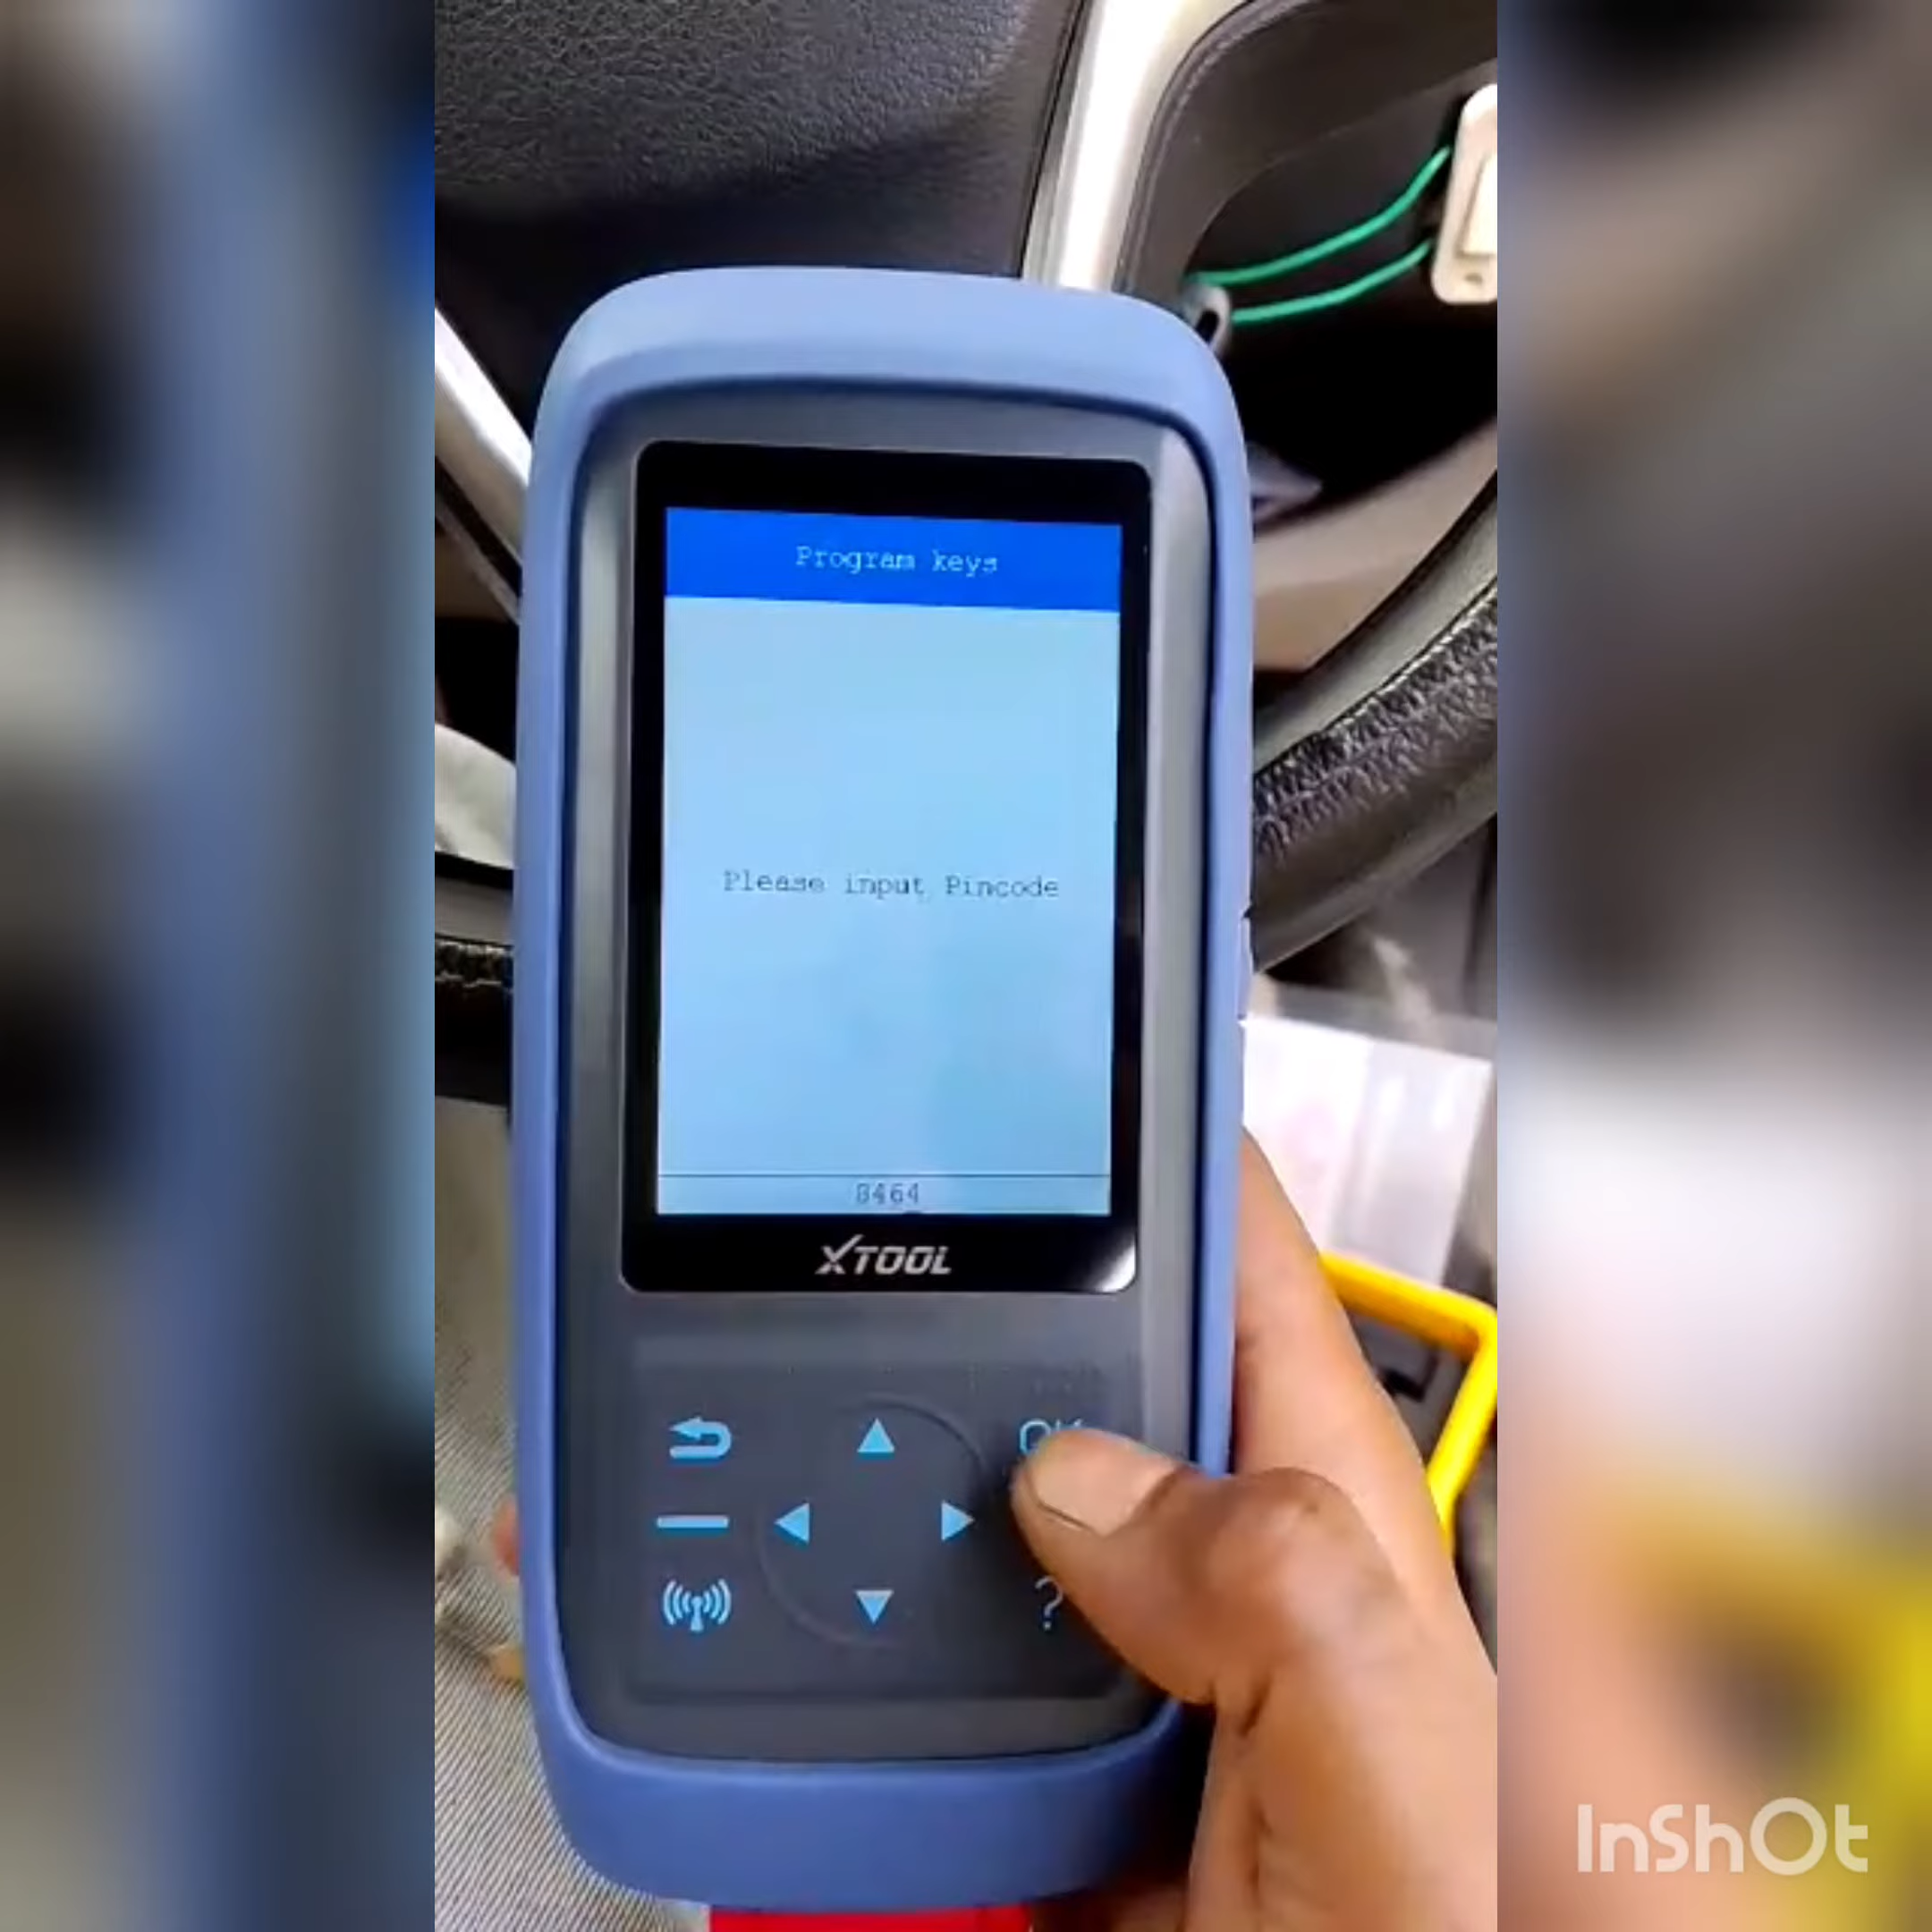 Program keys
Please input Pincode
8464
XTOOL
OK
?
InShOt